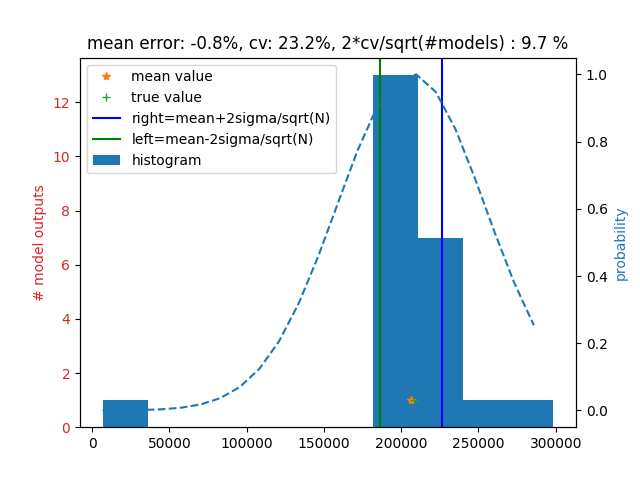 mean error: -0.8%, cv: 23.2%, 2*cv/sqrt(#models) : 9.7 %
mean value
true value
right=mean+2sigma/sqrt(N)
left=mean-2sigma/sqrt(N)
histogram
# model outputs
12
10
8
6
4
2
0
probability
1.0
0.8
0.6
0.4
0.2
0.0
0
50000
100000
150000
200000
250000
300000